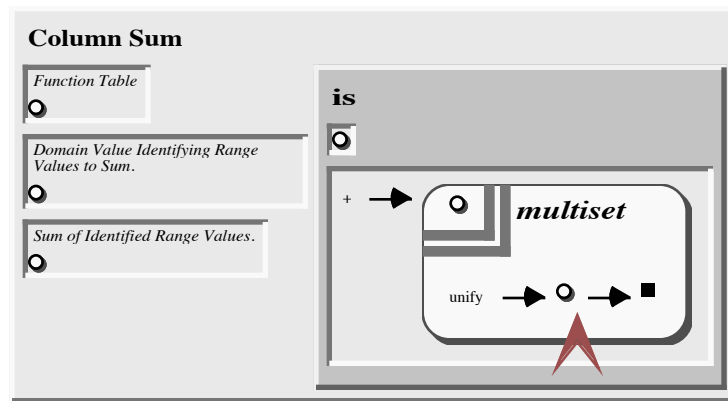 Column Sum
Function Table
Domain Value Identifying Range
Values to Sum.
Sum of Identified Range Values.
is
+
multiset
unify